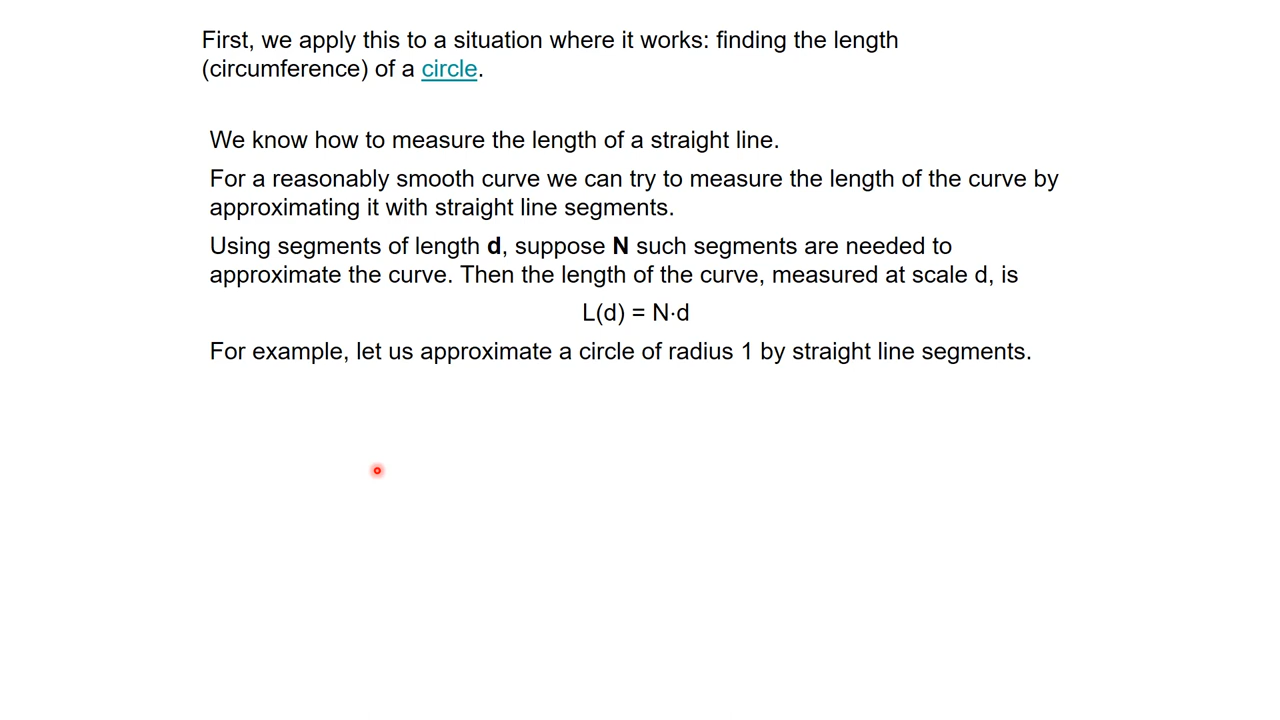 First, we apply this to a situation where it works: finding the length
(circumference) of a circle.
We know how to measure the length of a straight line.
For a reasonably smooth curve we can try to measure the length of the curve by
approximating it with straight line segments.
Using segments of length d, suppose N such segments are needed to
approximate the curve. Then the length of the curve, measured at scale d, is
L(d) = N·d
For example, let us approximate a circle of radius 1 by straight line segments.